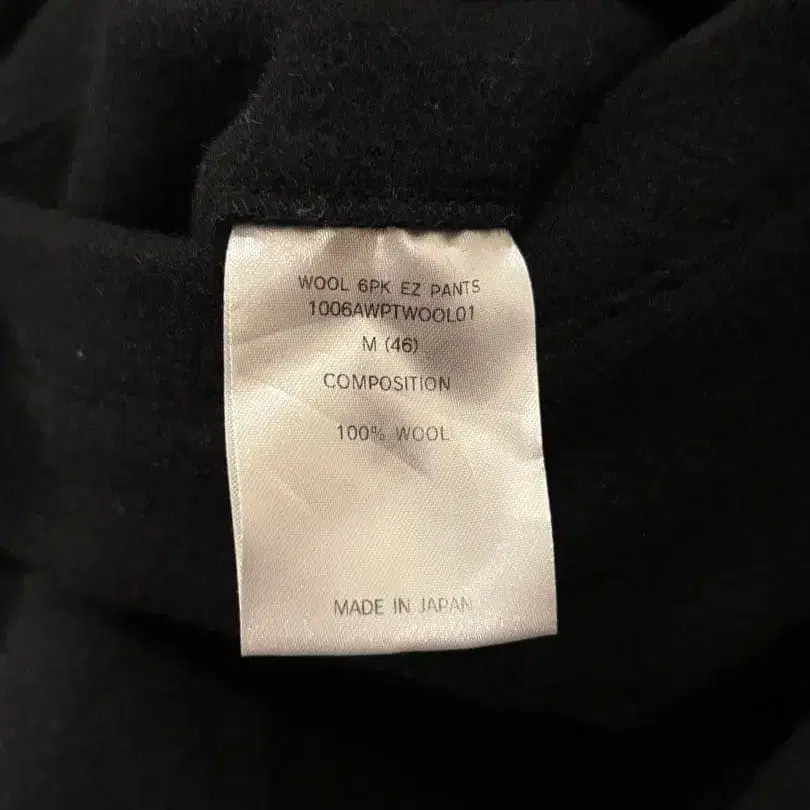 WOOL 6PK EZ PANTS
1006AWPTWOOL01
M (46)
COMPOSITION
100% WOOL
MADE IN JAPAN